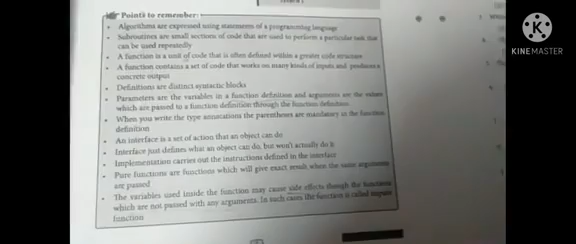 Points to remember:
• Algorithms are expressed using statements of a programming language
• Subroutines are small sections of code that are used to perform a particular task that
can be used repeatedly
• A function is a unit of code that is often defined within a greater code structure
• A function contains a set of code that works on many kinds of inputs and produces a
concrete output
• Definitions are distinct syntactic blocks
• Parameters are the variables in a function definition and arguments are the values
which are passed to a function definition through the function definition.
• When you write the type annotations the parentheses are mandatory in the function
definition
• An interface is a set of action that an object can do
• Interface just defines what an object can do, but won't actually do it
• Implementation carries out the instructions defined in the interface
• Pure functions are functions which will give exact result when the same arguments
are passed
• The variables used inside the function may cause side effects though the functions
which are not passed with any arguments. In such cases the function is called impure
function
KINEMASTER